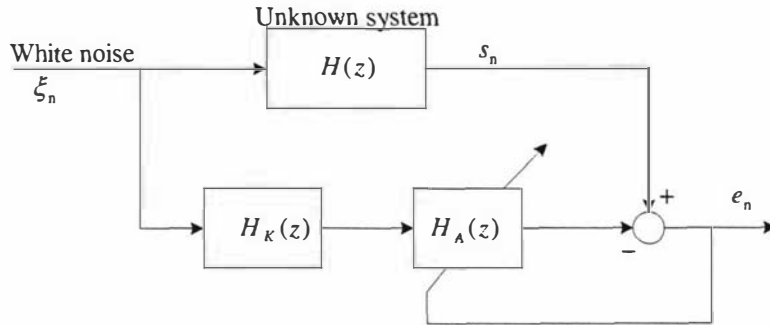 Unknown system
White noise
ξn
H(z)
sn
HK(z)
HA(z)
+
−
en